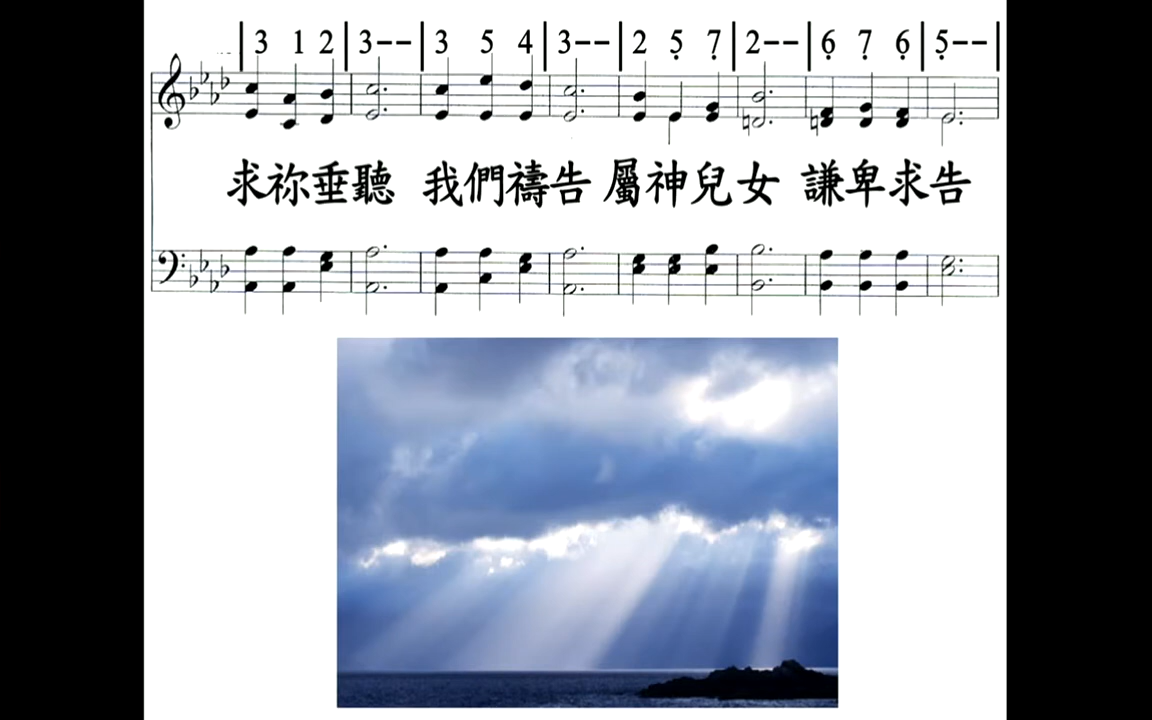 | 3 1 2 | 3-- | 3 5 4 | 3-- | 2 5̣ 7̣ | 2-- | 6̣ 7̣ 6̣ | 5̣-- |
求祢垂聽 我們禱告 屬神兒女 謙卑求告